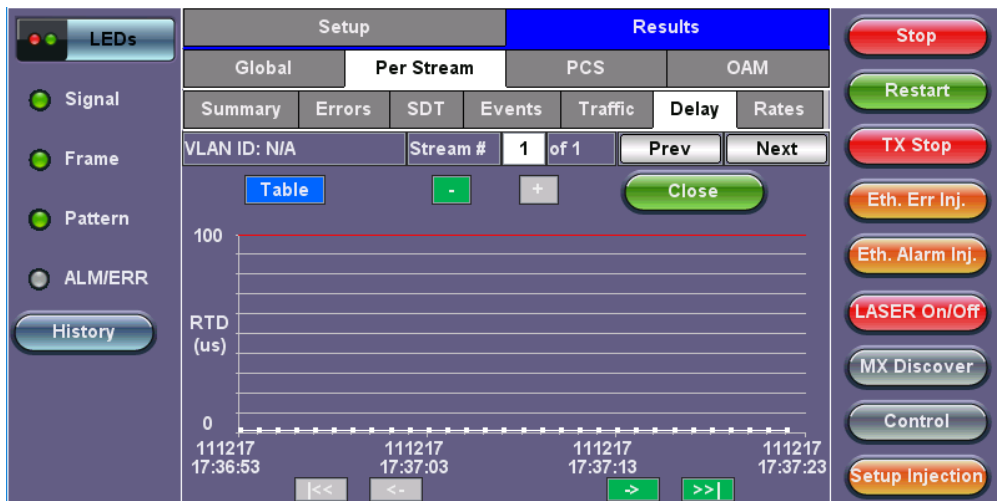 LEDs
Setup
Results
Stop
Global
Per Stream
PCS
OAM
Signal
Summary
Errors
SDT
Events
Traffic
Delay
Rates
Restart
VLAN ID: N/A
Stream #
1
of 1
Prev
Next
TX Stop
Frame
Table
-
+
Close
Eth. Err Inj.
Pattern
100
Eth. Alarm Inj.
ALM/ERR
RTD
(us)
LASER On/Off
History
MX Discover
0
Control
111217
17:36:53
111217
17:37:03
111217
17:37:13
111217
17:37:23
|<<
<-
->
>>|
Setup Injection